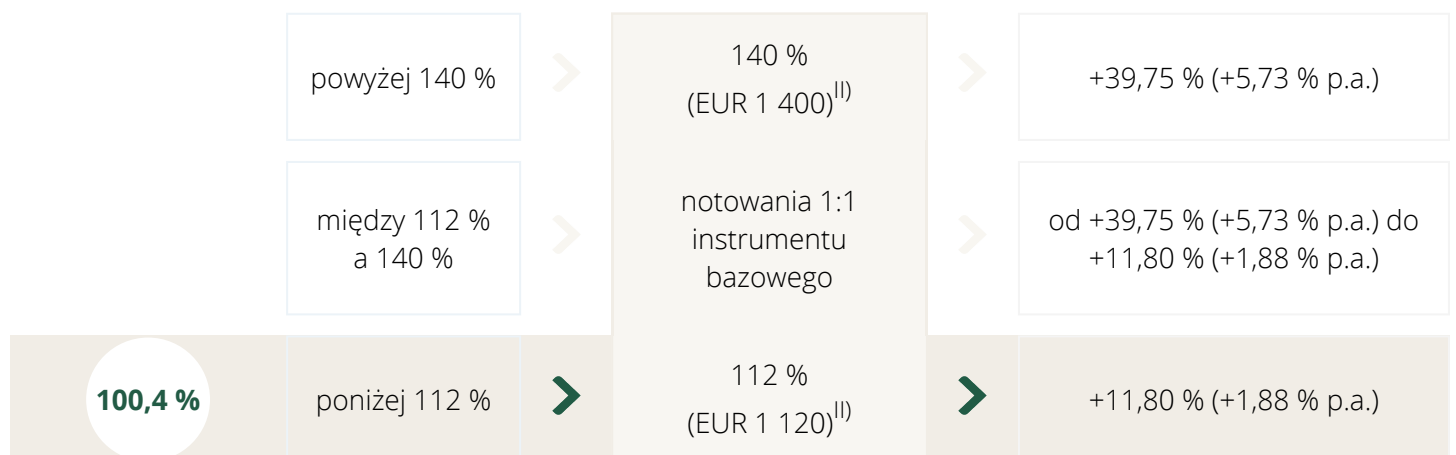 powyżej 140 %
140 %
(EUR 1 400)II)
+39,75 % (+5,73 % p.a.)
między 112 %
a 140 %
notowania 1:1
instrumentu
bazowego
od +39,75 % (+5,73 % p.a.) do
+11,80 % (+1,88 % p.a.)
100,4 %
poniżej 112 %
112 %
(EUR 1 120)II)
+11,80 % (+1,88 % p.a.)